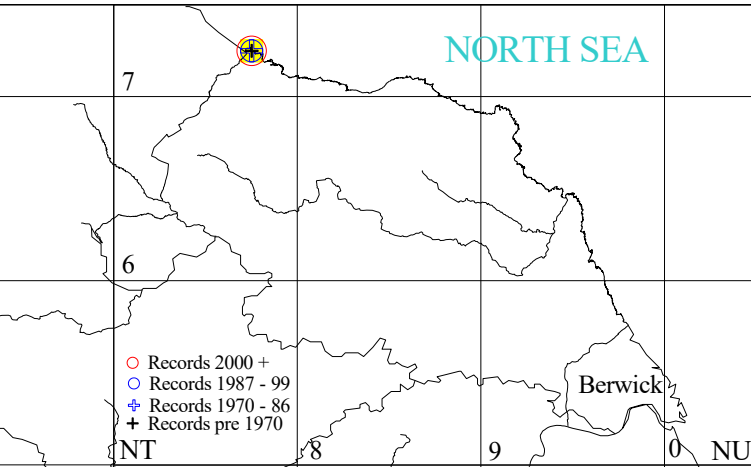 NORTH SEA
7
6
Records 2000 +
Records 1987 - 99
Records 1970 - 86
Records pre 1970
Berwick
NT 8 9 0 NU